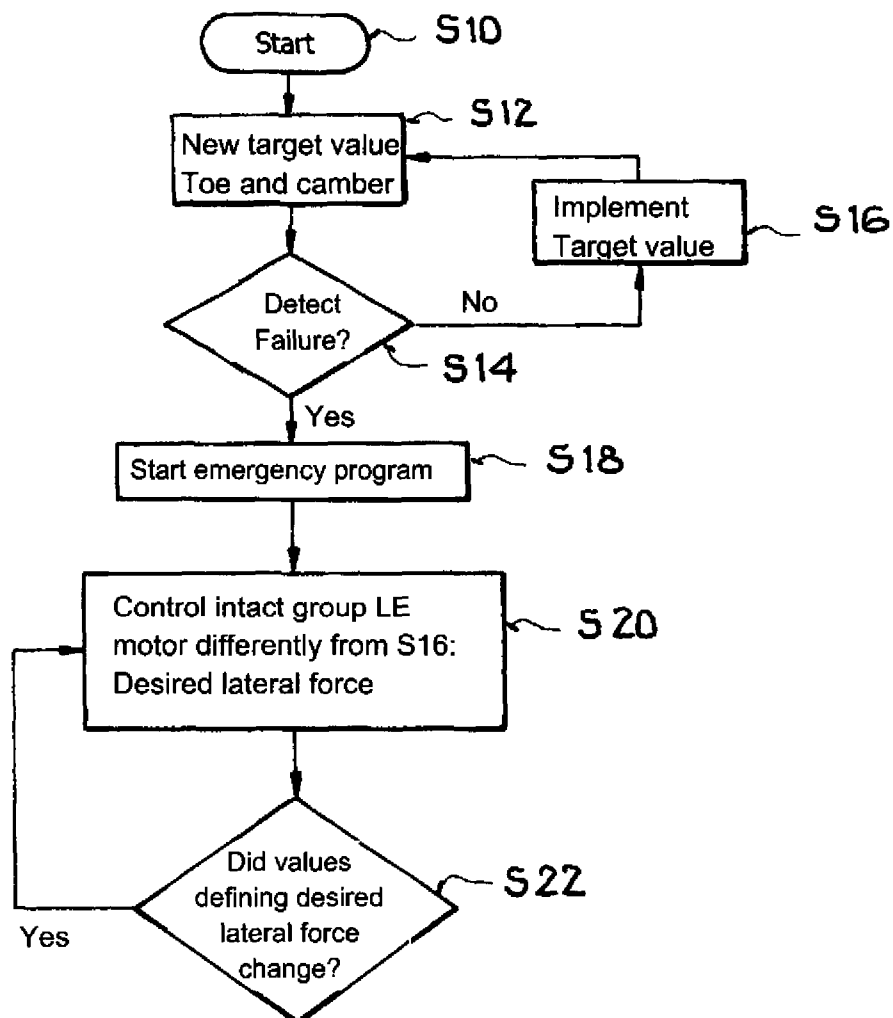 Start
S10
S12
New target value
Toe and camber
Implement
Target value
S16
Detect
Failure?
No
S14
Yes
Start emergency program
S18
Control intact group LE
motor differently from S16:
Desired lateral force
S20
Did values
defining desired
lateral force
change?
S22
Yes